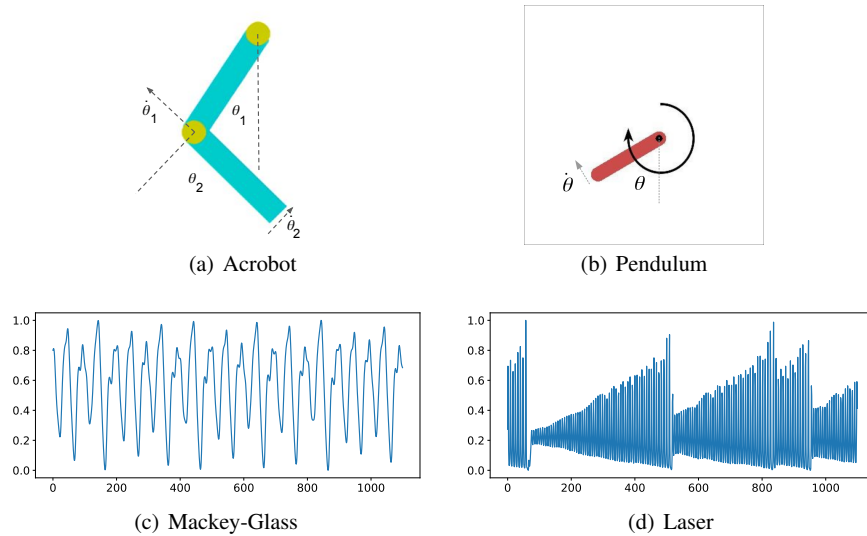 θ̇1
θ1
θ2
θ̇2
θ̇
θ
(a) Acrobot
(b) Pendulum
1.0
0.8
0.6
0.4
0.2
0.0
0 200 400 600 800 1000
1.0
0.8
0.6
0.4
0.2
0.0
0 200 400 600 800 1000
(c) Mackey-Glass
(d) Laser